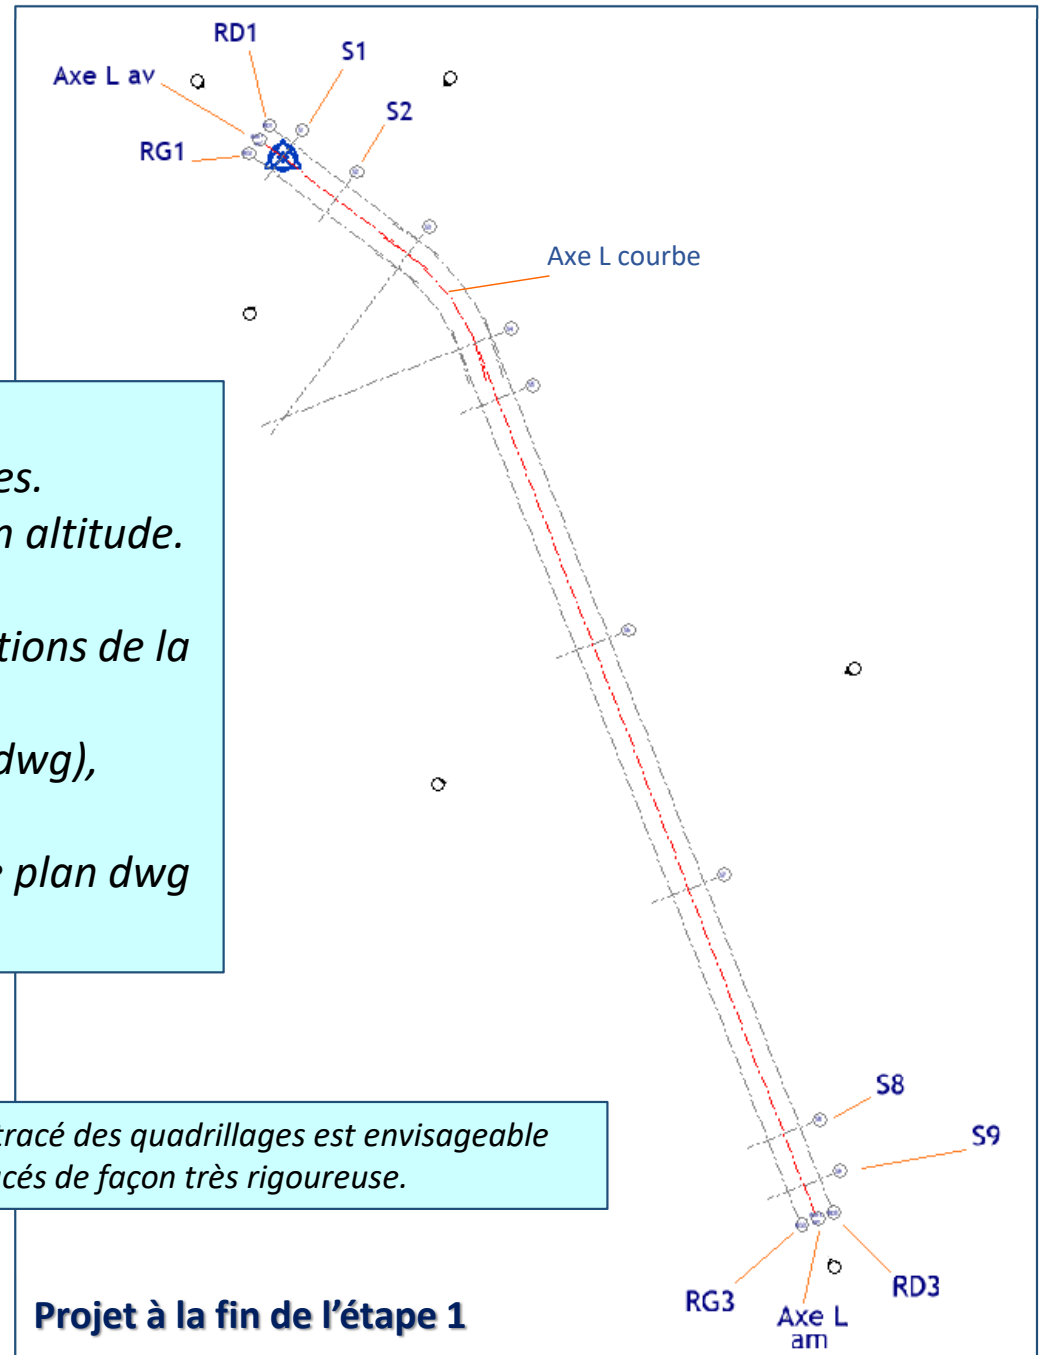 RD1
S1
Axe L av
S2
RG1
Axe L courbe
es.
n altitude.
tions de la
dwg),
e plan dwg
S8
tracé des quadrillages est envisageable
S9
acés de façon très rigoureuse.
RG3
RD3
Axe L
am
Projet à la fin de l'étape 1